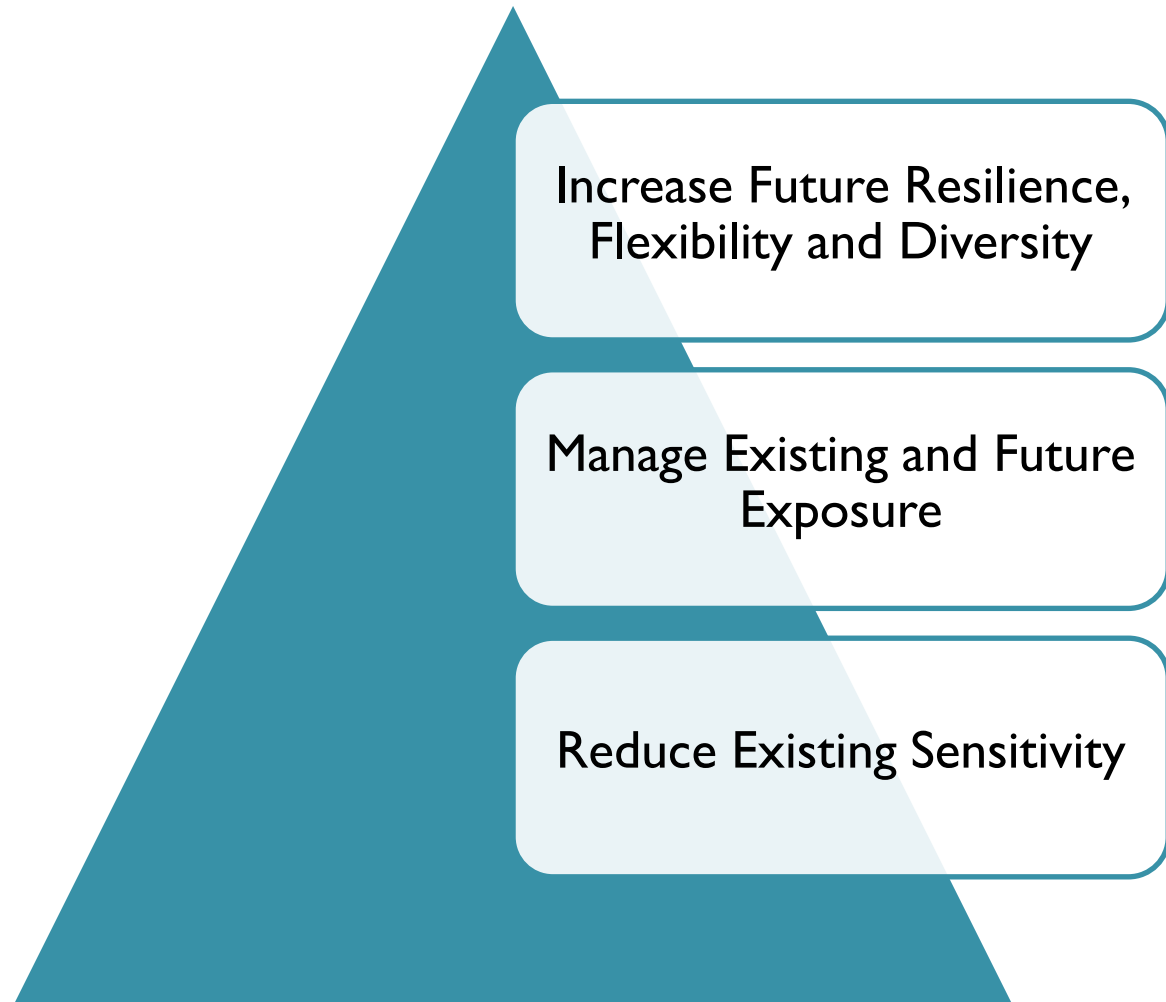 Increase Future Resilience,
Flexibility and Diversity
Manage Existing and Future
Exposure
Reduce Existing Sensitivity